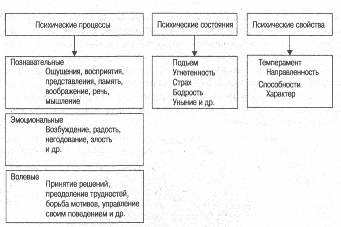 Психические процессы
Психические состояния
Психические свойства
Познавательные
Ощущения, восприятия,
представления, память,
воображение, речь,
мышление
Подъем
Угнетенность
Страх
Бодрость
Уныние и др.
Темперамент
Направленность
Способности
Характер
Эмоциональные
Возбуждение, радость,
негодование, злость
и др.
Волевые
Принятие решений,
преодоление трудностей,
борьба мотивов, управление
своим поведением и др.